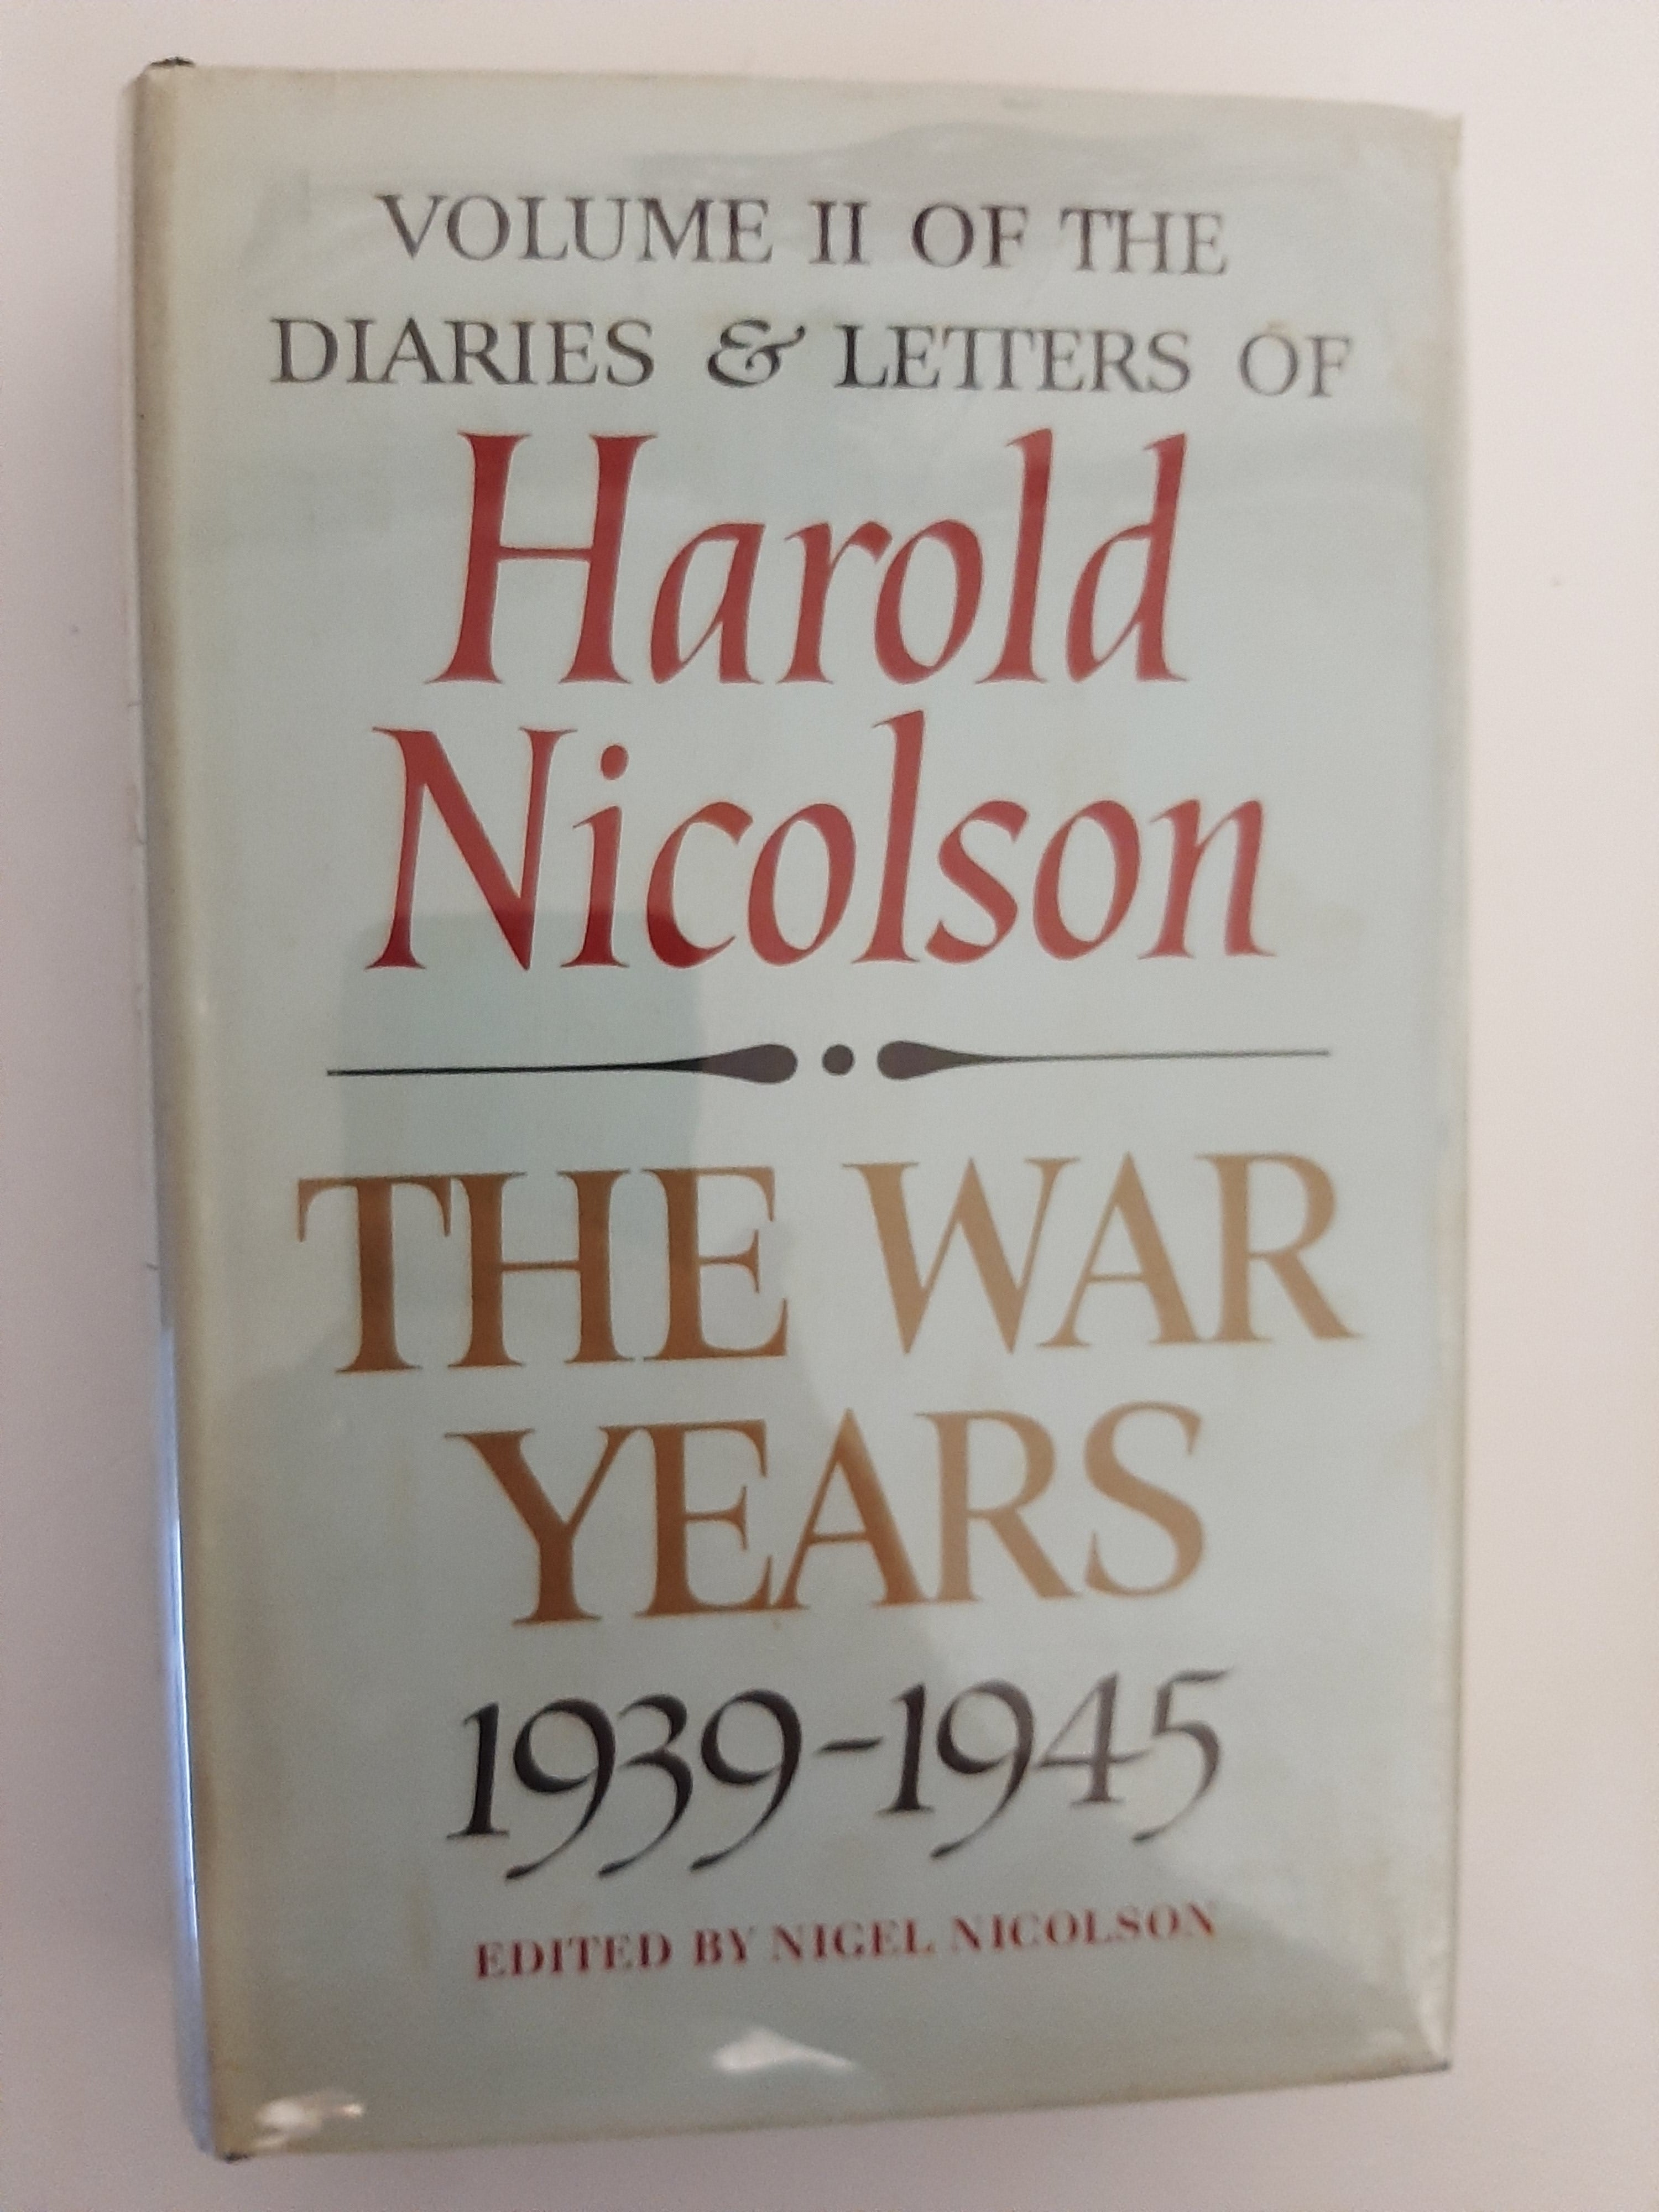 VOLUME II OF THE
DIARIES & LETTERS OF
Harold
Nicolson
THE WAR
YEARS
1939-1945
EDITED BY NIGEL NICOLSON